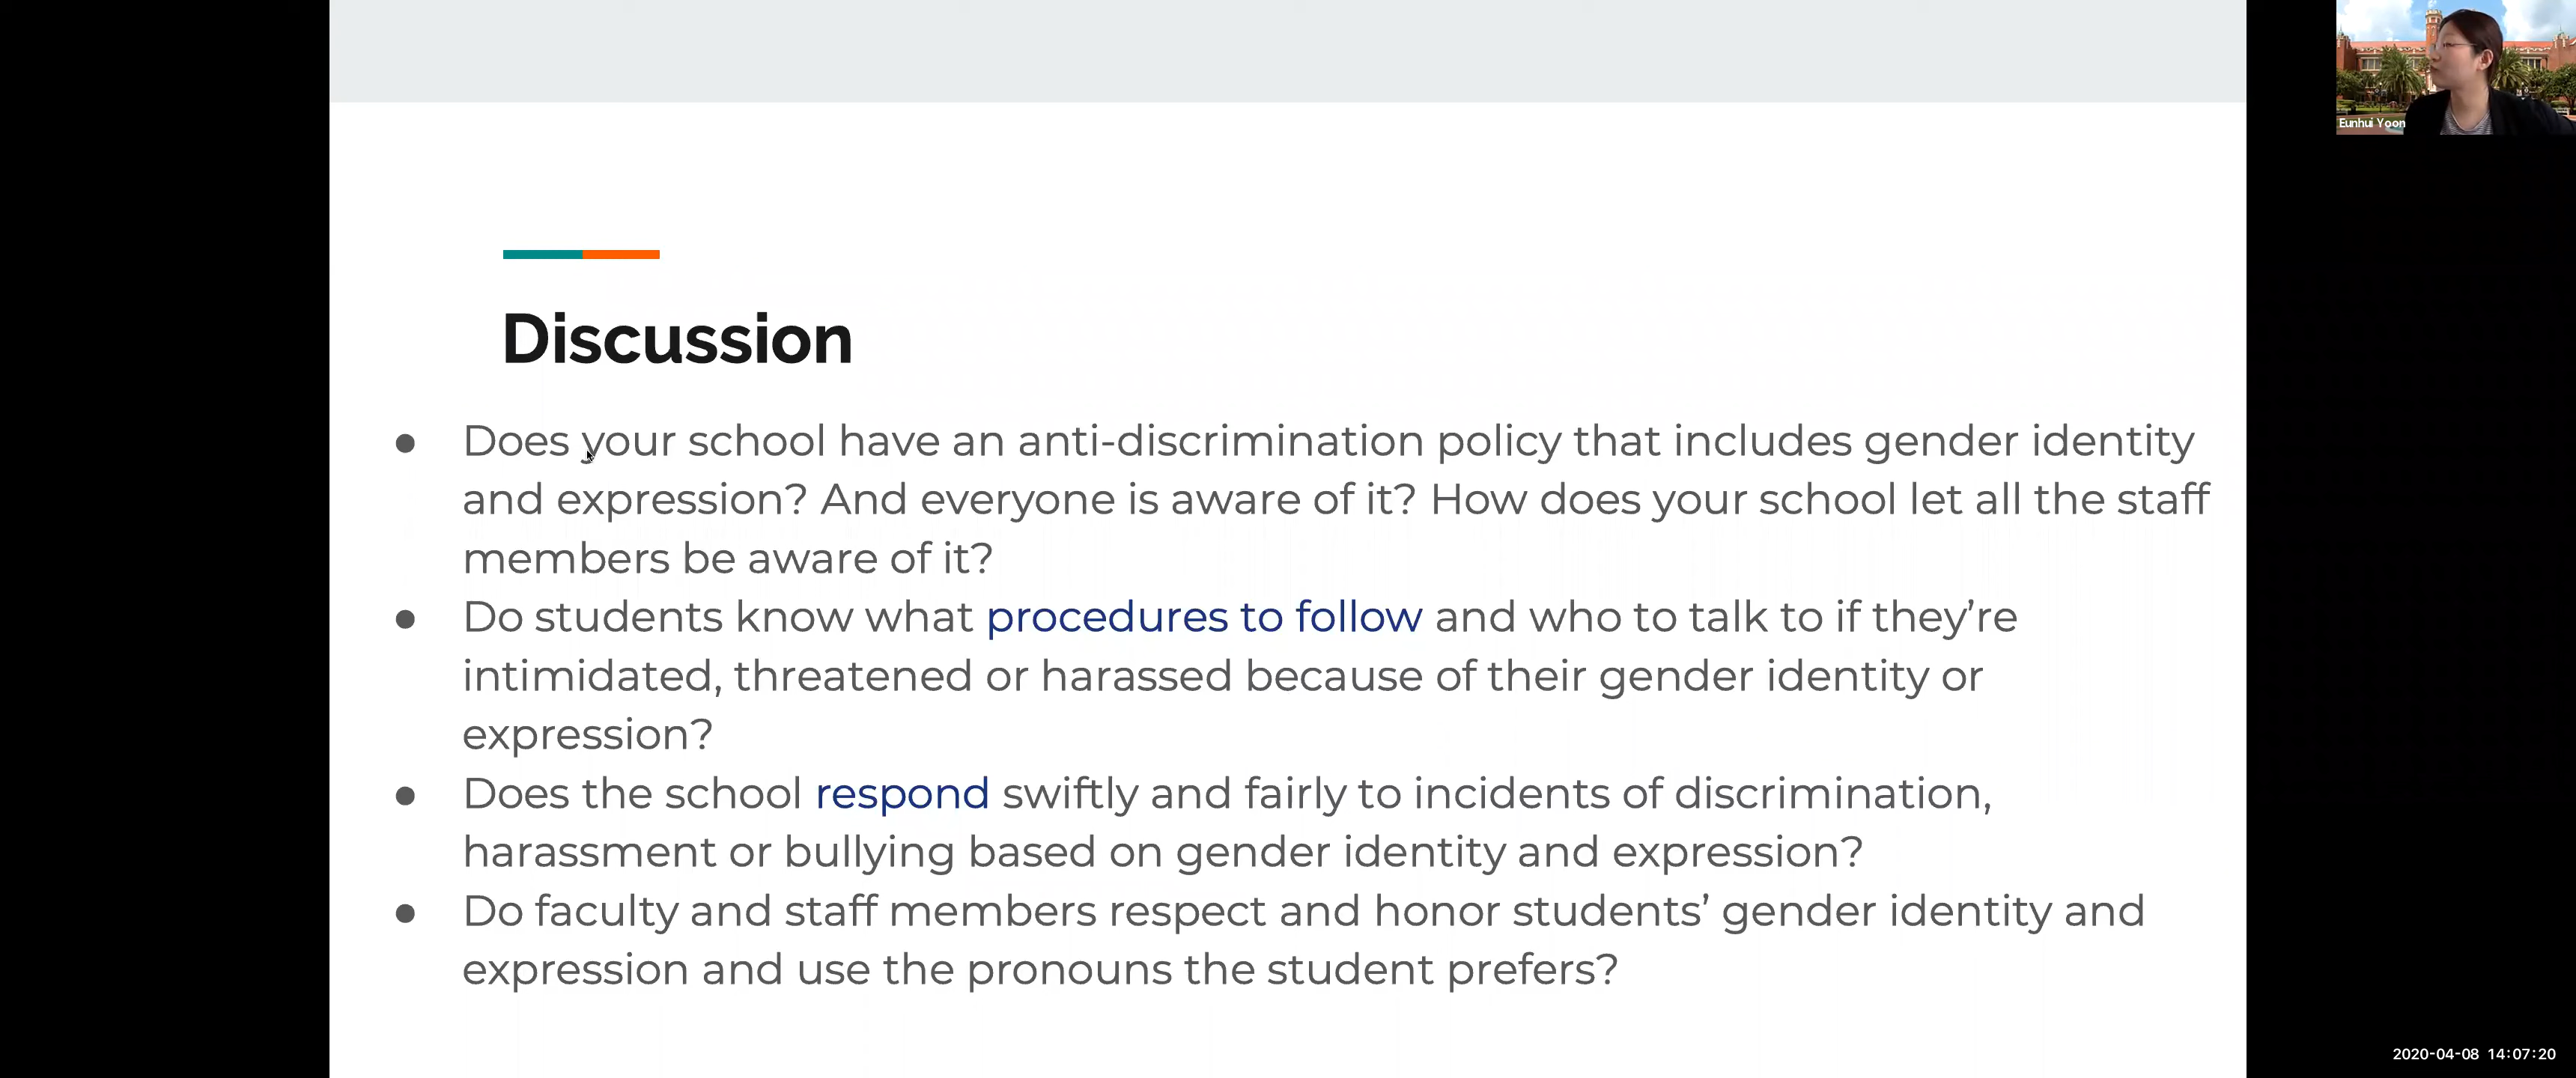 Eunhui Yoon
Discussion
● Does your school have an anti-discrimination policy that includes gender identity
and expression? And everyone is aware of it? How does your school let all the staff
members be aware of it?
● Do students know what procedures to follow and who to talk to if they’re
intimidated, threatened or harassed because of their gender identity or
expression?
● Does the school respond swiftly and fairly to incidents of discrimination,
harassment or bullying based on gender identity and expression?
● Do faculty and staff members respect and honor students’ gender identity and
expression and use the pronouns the student prefers?
2020-04-08 14:07:20